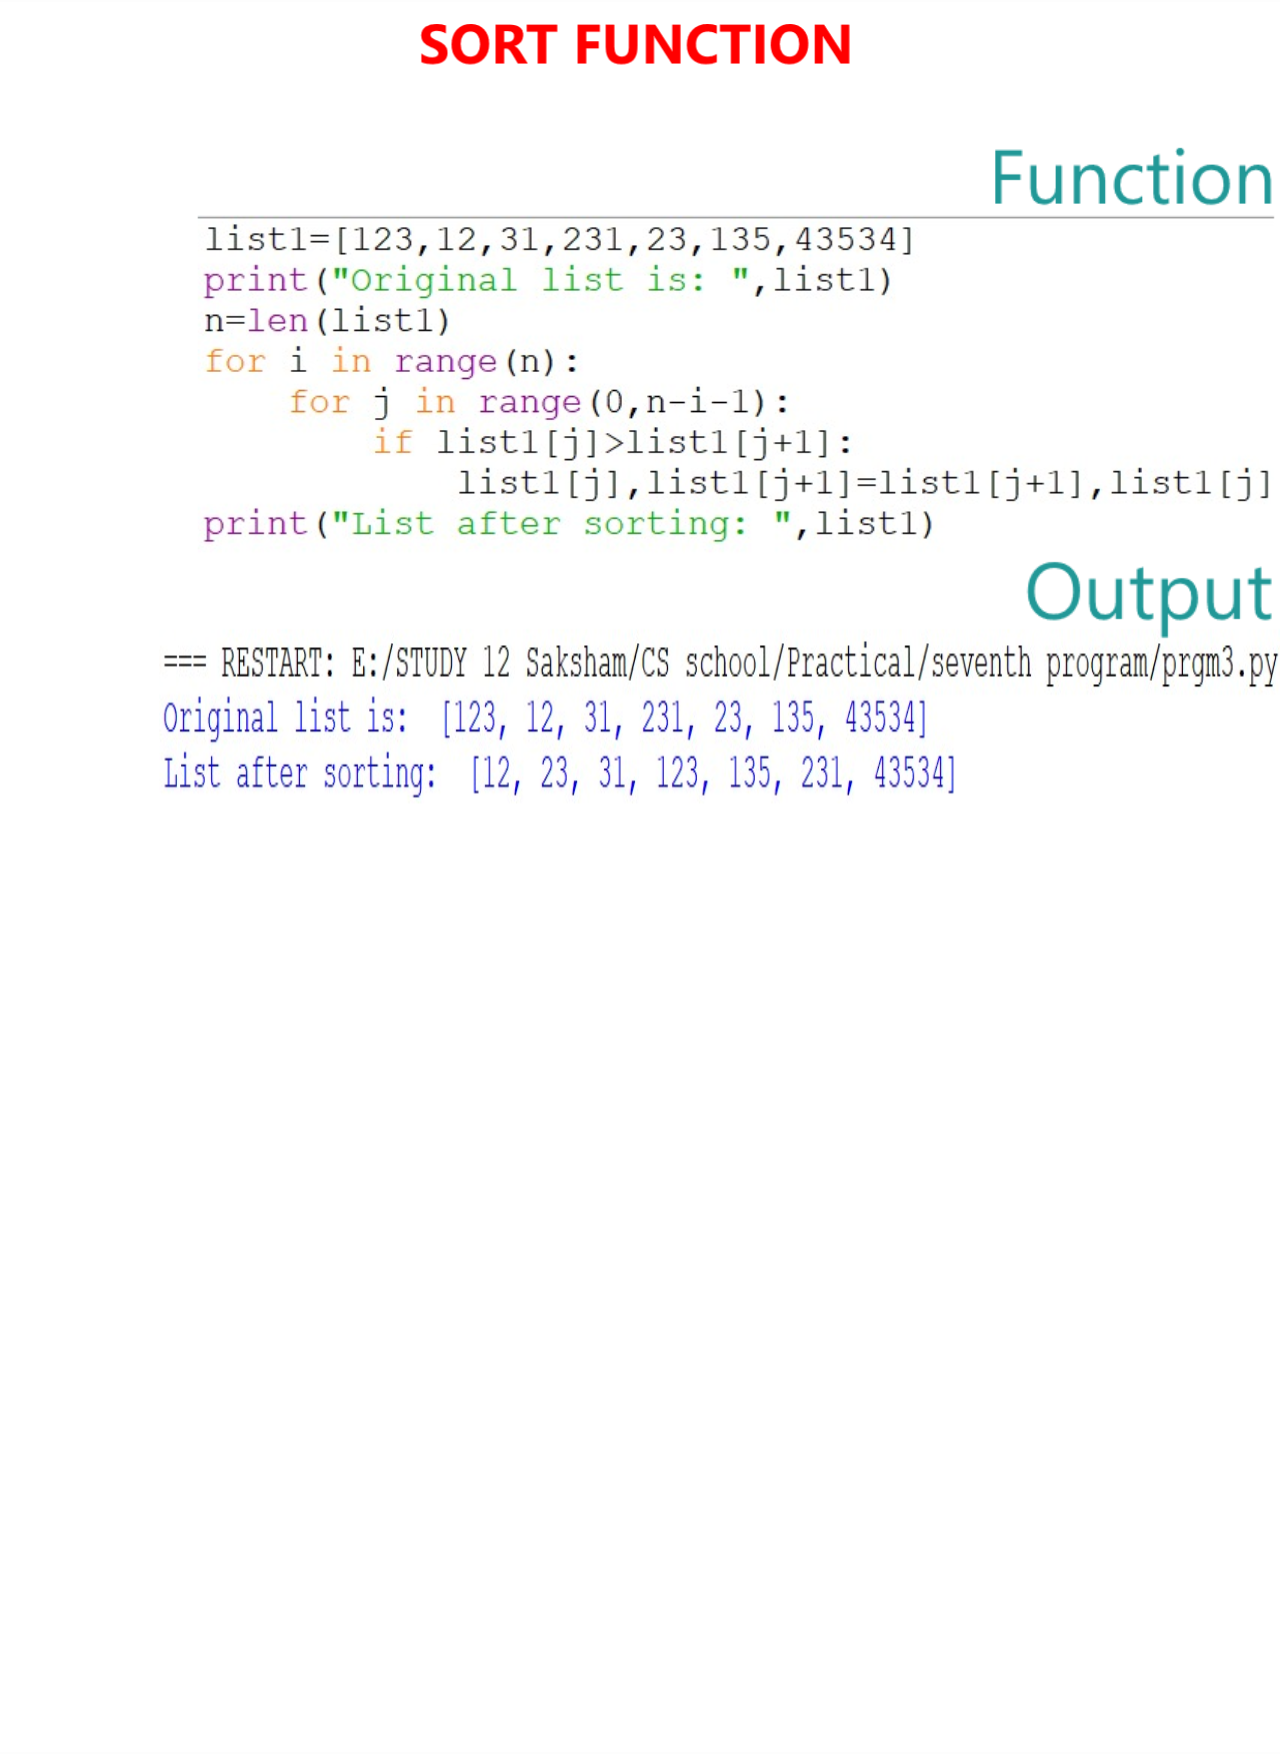 SORT FUNCTION
Function
list1=[123,12,31,231,23,135,43534]
print("Original list is: ",list1)
n=len(list1)
for i in range(n):
    for j in range(0,n-i-1):
        if list1[j]>list1[j+1]:
            list1[j],list1[j+1]=list1[j+1],list1[j]
print("List after sorting: ",list1)
Output
=== RESTART: E:/STUDY 12 Saksham/CS school/Practical/seventh program/prgm3.py
Original list is:  [123, 12, 31, 231, 23, 135, 43534]
List after sorting:  [12, 23, 31, 123, 135, 231, 43534]